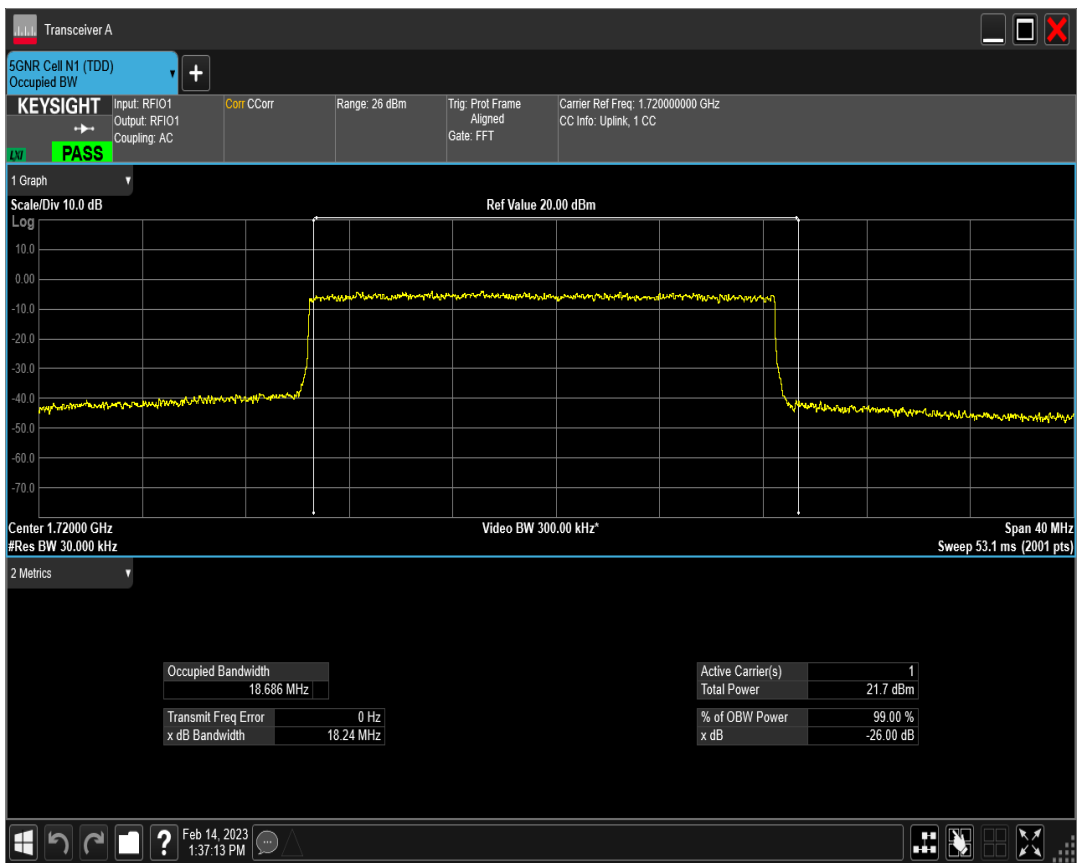 Transceiver A
5GNR Cell N1 (TDD)
Occupied BW
+
KEYSIGHT
Input: RFIO1
Output: RFIO1
Coupling: AC
Corr CCorr
Range: 26 dBm
Trig: Prot Frame
Aligned
Gate: FFT
Carrier Ref Freq: 1.720000000 GHz
CC Info: Uplink, 1 CC
LXI
PASS
1 Graph
Scale/Div 10.0 dB
Ref Value 20.00 dBm
Log
10.0
0.00
-10.0
-20.0
-30.0
-40.0
-50.0
-60.0
-70.0
Center 1.72000 GHz
Video BW 300.00 kHz*
Span 40 MHz
#Res BW 30.000 kHz
Sweep 53.1 ms (2001 pts)
2 Metrics
Occupied Bandwidth
18.686 MHz
Transmit Freq Error 0 Hz
x dB Bandwidth 18.24 MHz
Active Carrier(s) 1
Total Power 21.7 dBm
% of OBW Power 99.00 %
x dB -26.00 dB
?
Feb 14, 2023
1:37:13 PM